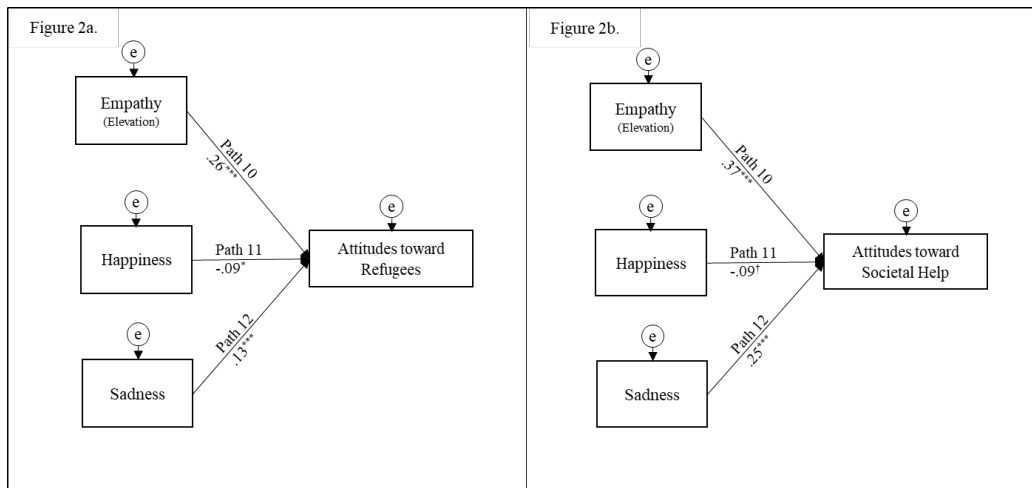 Figure 2a.
e
Empathy
(Elevation)
Path 10
.26***
e
Happiness
Path 11
-.09*
e
Attitudes toward
Refugees
e
Sadness
Path 12
.13***
Figure 2b.
e
Empathy
(Elevation)
Path 10
.37***
e
Happiness
Path 11
-.09†
e
Attitudes toward
Societal Help
e
Sadness
Path 12
.25***